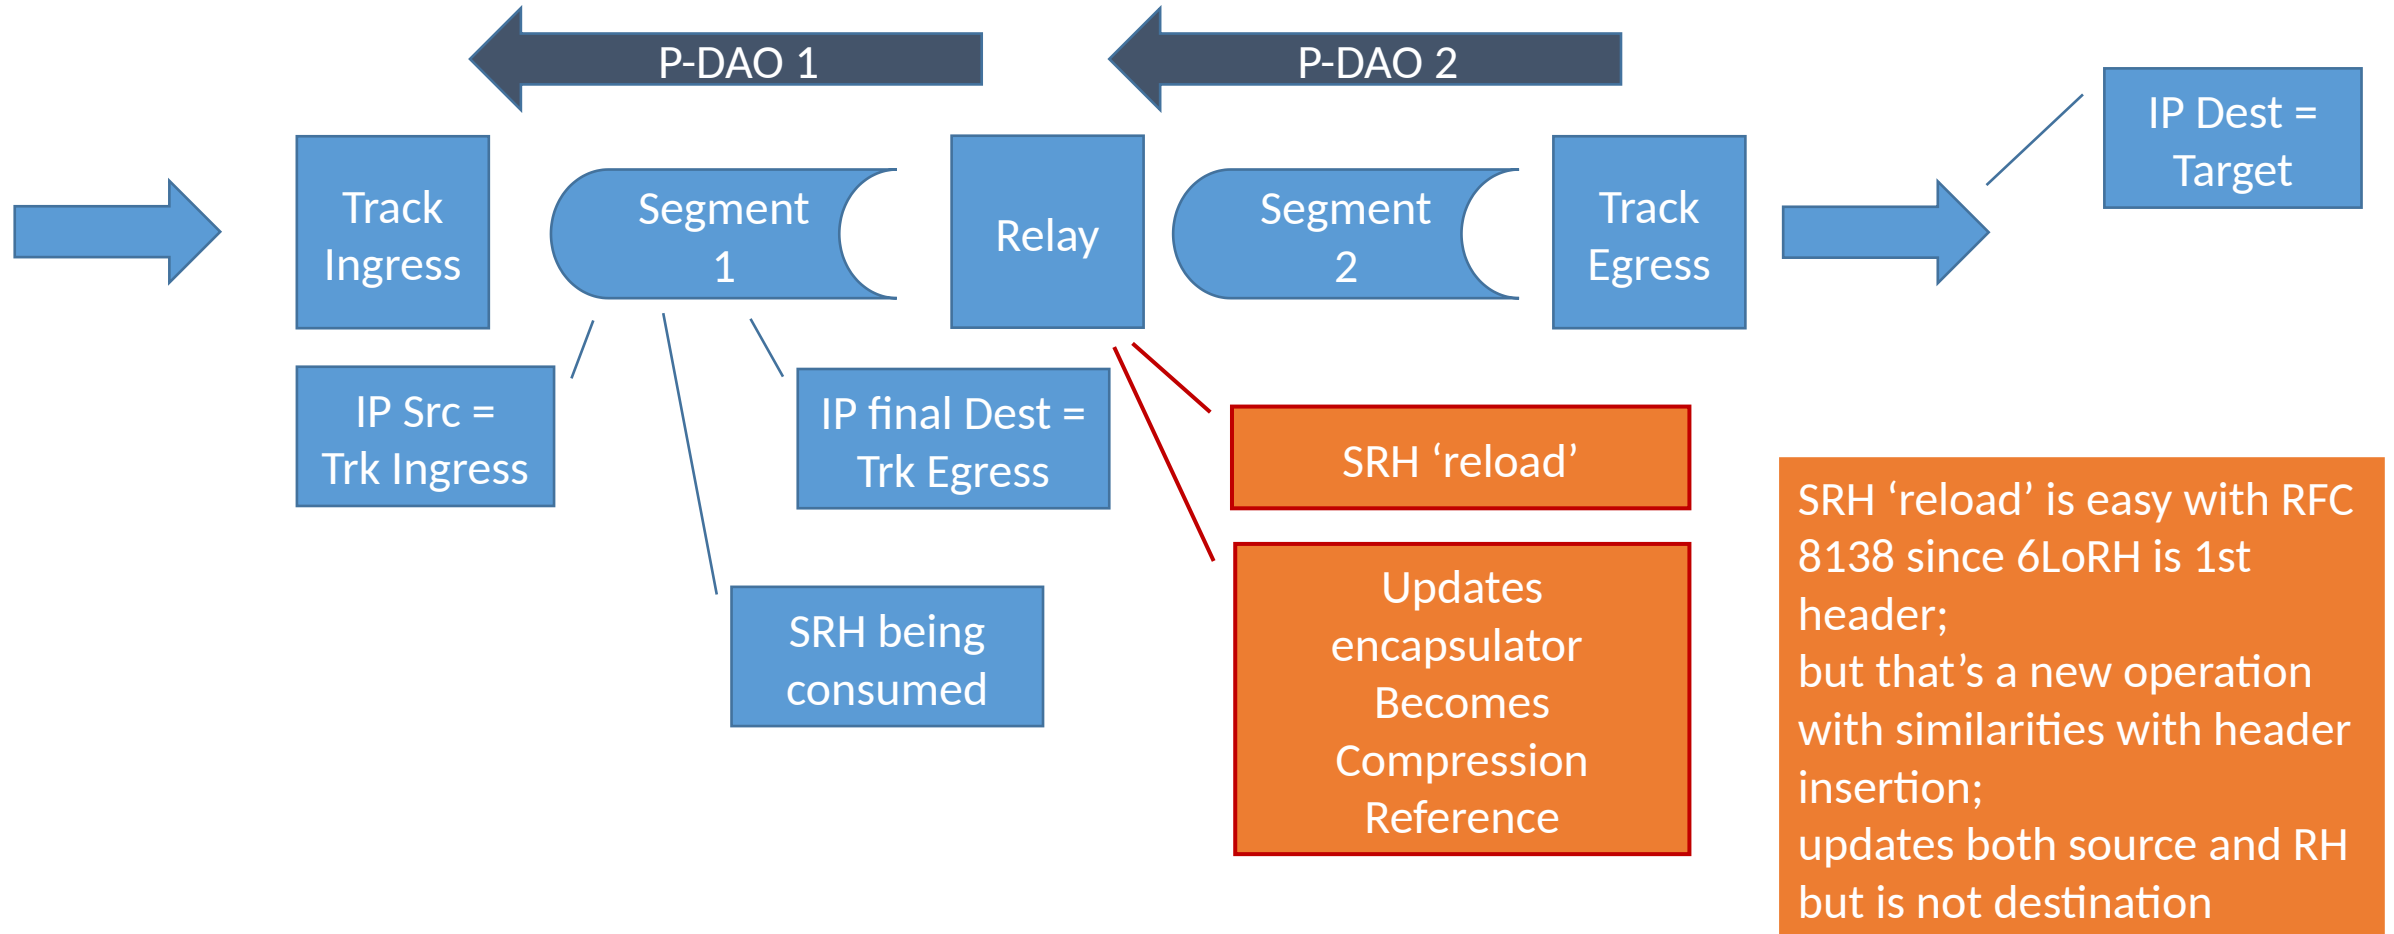 P-DAO 1
P-DAO 2
IP Dest =
Target
Track
Ingress
Segment
1
Relay
Segment
2
Track
Egress
IP Src =
Trk Ingress
IP final Dest =
Trk Egress
SRH being
consumed
SRH ‘reload’
Updates
encapsulator
Becomes
Compression
Reference
SRH ‘reload’ is easy with RFC
8138 since 6LoRH is 1st
header;
but that’s a new operation
with similarities with header
insertion;
updates both source and RH
but is not destination